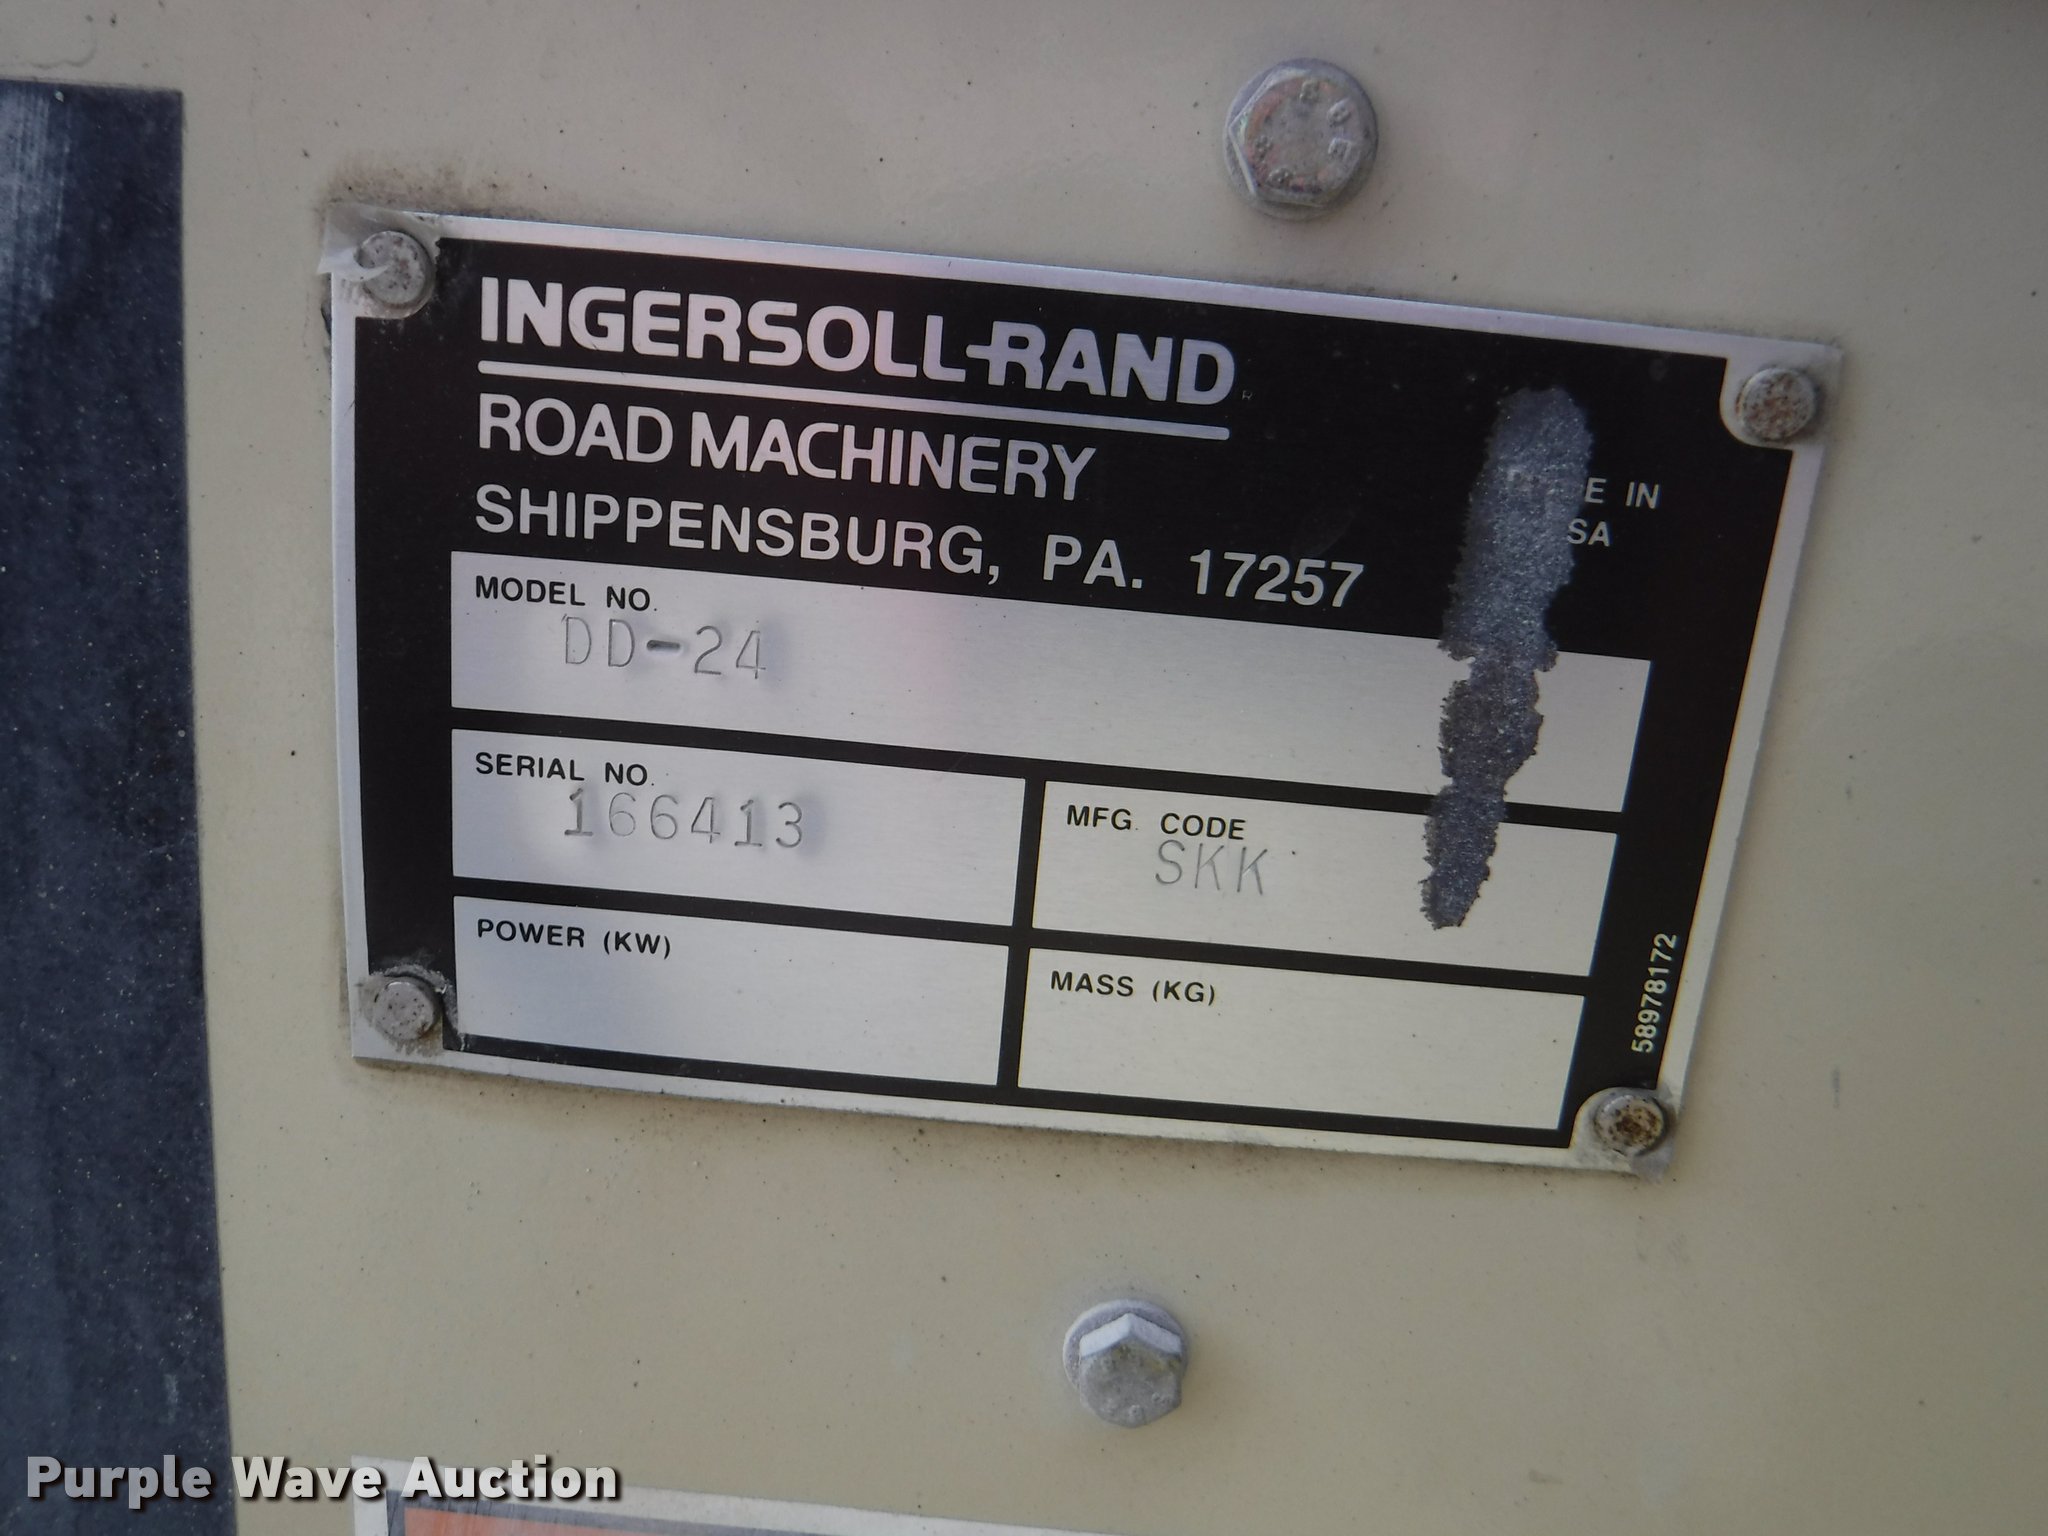 INGERSOLL-RAND
ROAD MACHINERY
SHIPPENSBURG, PA. 17257
IN
MODEL NO.
DD-24
SERIAL NO.
166413
MFG. CODE
SKK
POWER (KW)
MASS (KG)
58978172
Purple Wave Auction